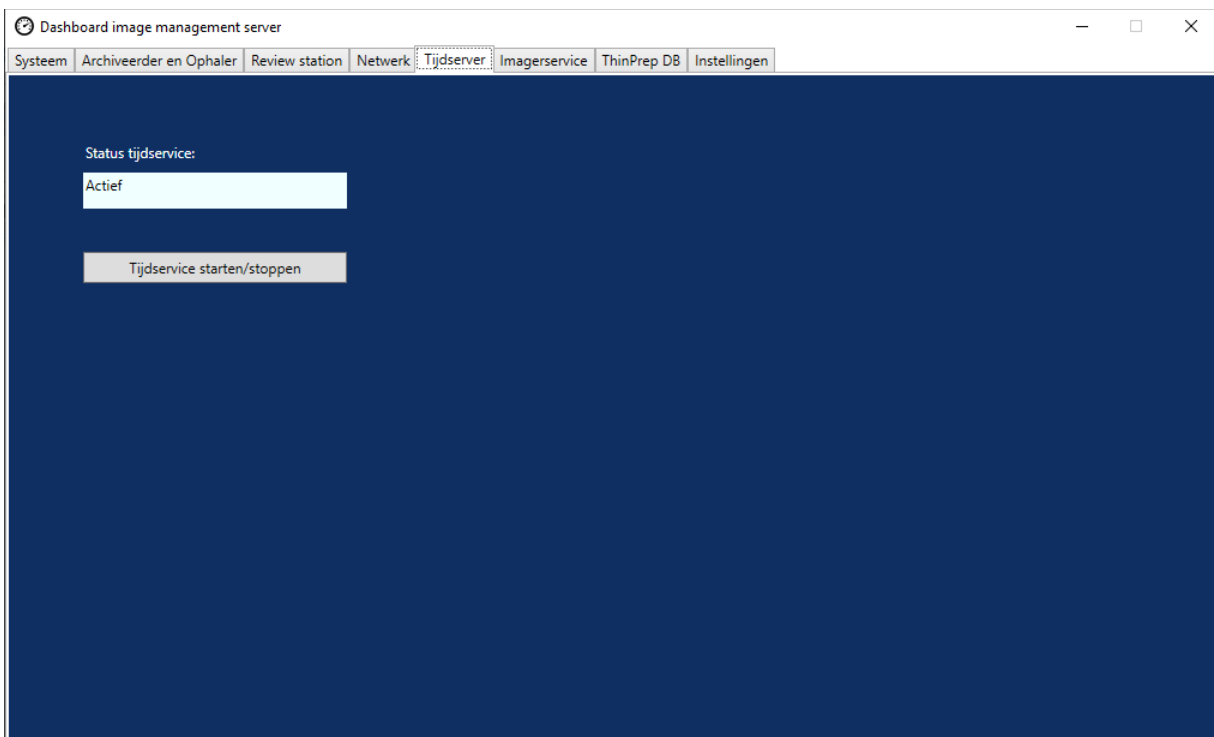 Dashboard image management server
Systeem Archiveerder en Ophaler Review station Netwerk Tijdserver Imagerservice ThinPrep DB Instellingen
Status tijdservice:
Actief
Tijdservice starten/stoppen